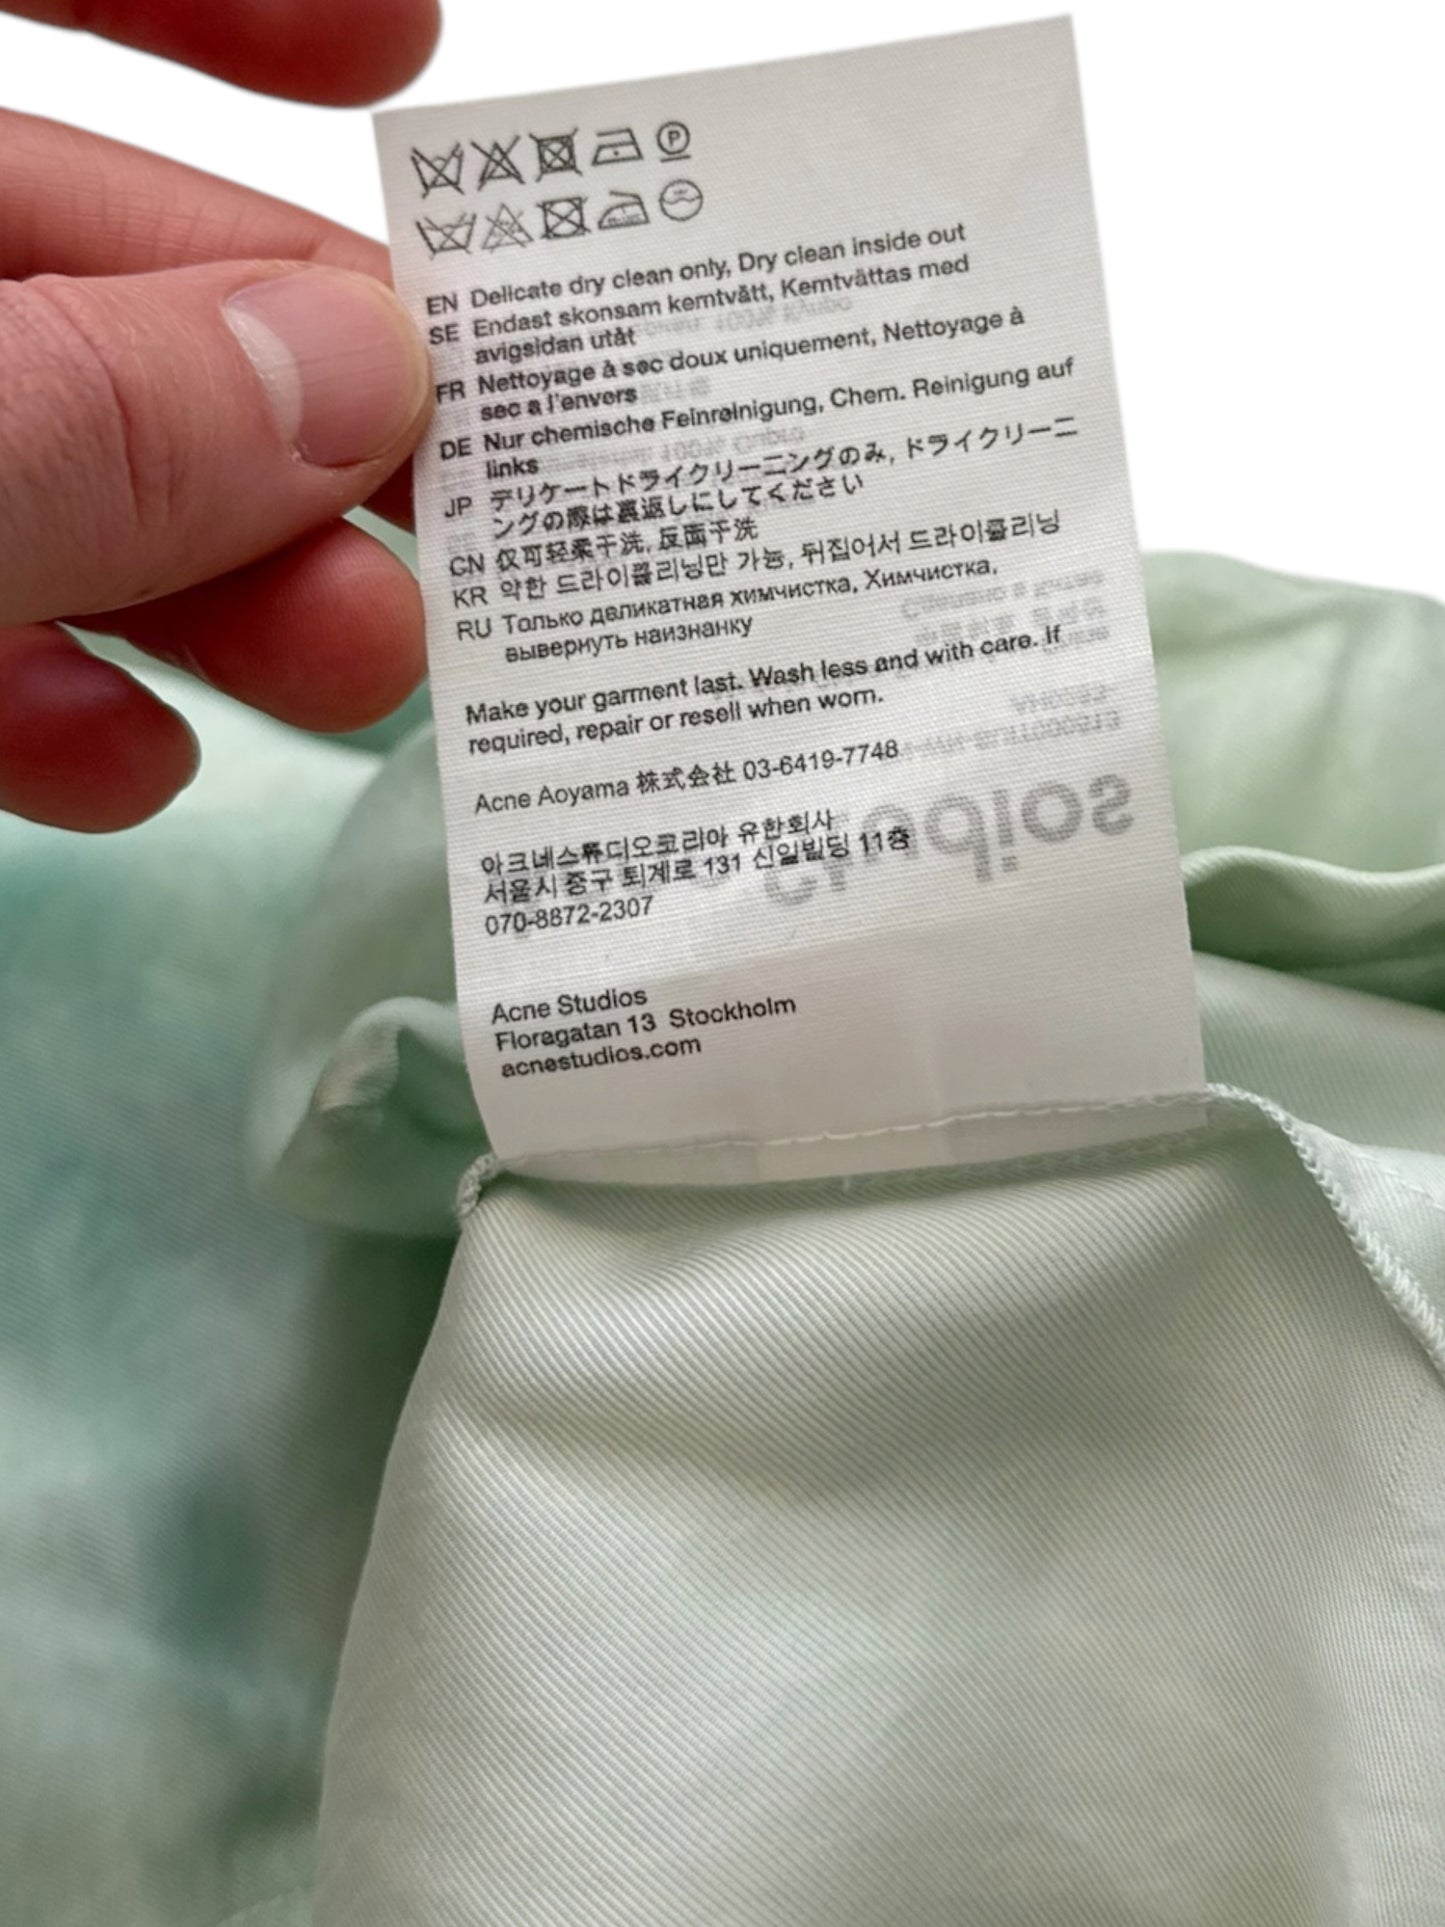 EN Delicate dry clean only, Dry clean inside out
SE Endast skonsam kemtvätt, Kemtvättas med
avigsidan utåt
FR Nettoyage à sec doux uniquement, Nettoyage à
sec a l'envers
DE Nur chemische Feinreinigung, Chem. Reinigung auf
links
JP デリケートドライクリーニングのみ, ドライクリーニ
ングの際は裏返しにしてください
CN 仅可轻柔干洗, 反面干洗
KR 약한 드라이클리닝만 가능, 뒤집어서 드라이클리닝
RU Только деликатная химчистка, Химчистка,
вывернуть наизнанку
Make your garment last. Wash less and with care. If
required, repair or resell when worn.
Acne Aoyama 株式会社 03-6419-7748
아크네스튜디오코리아 유한회사
서울시 중구 퇴계로 131 신일빌딩 11층
070-8872-2307
Acne Studios
Floragatan 13 Stockholm
acnestudios.com